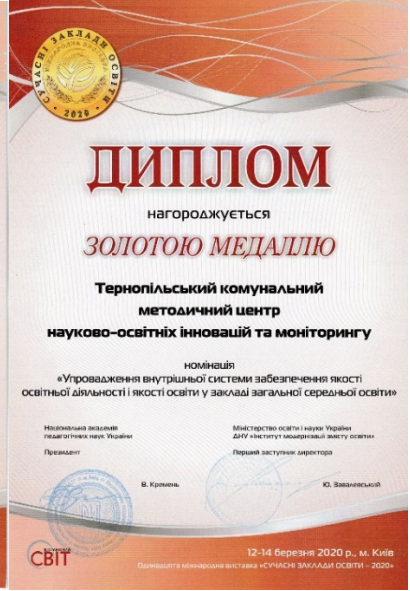 СУЧАСНІ ЗАКЛАДИ ОСВІТИ
2020
ДИПЛОМ
нагороджується
ЗОЛОТОЮ МЕДАЛЛЮ
Тернопільський комунальний
методичний центр
науково-освітніх інновацій та моніторингу
номінація
«Упровадження внутрішньої системи забезпечення якості
освітньої діяльності і якості освіти у закладі загальної середньої освіти»
Національна академія
педагогічних наук України
Президент
В. Кремень
Міністерство освіти і науки України
ДНУ «Інститут модернізації змісту освіти»
Перший заступник директора
Ю. Завалевський
СВІТ
12-14 березня 2020 р., м. Київ
Одинадцята міжнародна виставка «СУЧАСНІ ЗАКЛАДИ ОСВІТИ – 2020»